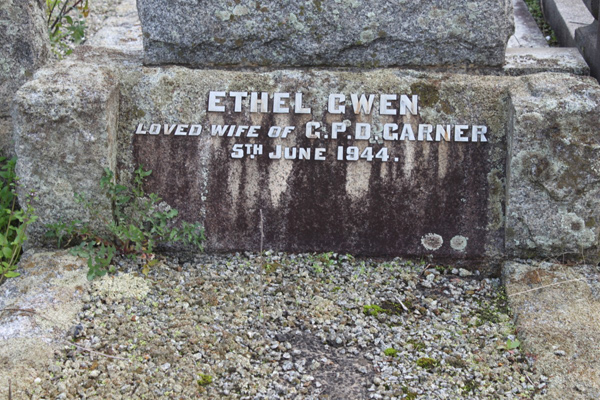 ETHEL GWEN
LOVED WIFE OF G.P.D. GARNER
5TH JUNE 1944.